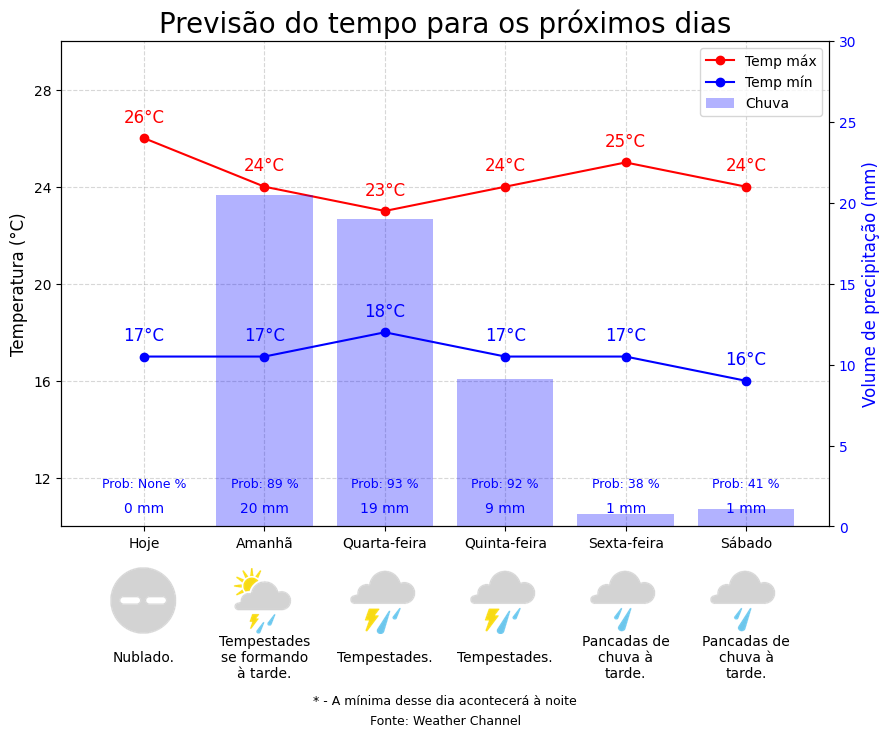 Previsão do tempo para os próximos dias
Temp máx
Temp mín
Chuva
Temperatura (°C)
28
24
20
16
12
Volume de precipitação (mm)
30
25
20
15
10
5
0
26°C
24°C
23°C
24°C
25°C
24°C
17°C
17°C
18°C
17°C
17°C
16°C
Prob: None %
Prob: 89 %
Prob: 93 %
Prob: 92 %
Prob: 38 %
Prob: 41 %
0 mm
20 mm
19 mm
9 mm
1 mm
1 mm
Hoje
Amanhã
Quarta-feira
Quinta-feira
Sexta-feira
Sábado
Nublado.
Tempestades
se formando
à tarde.
Tempestades.
Tempestades.
Pancadas de
chuva à
tarde.
Pancadas de
chuva à
tarde.
* - A mínima desse dia acontecerá à noite
Fonte: Weather Channel